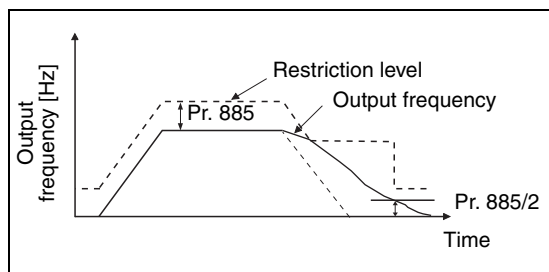 Output
frequency [Hz]
Restriction level
Output frequency
Pr. 885
Pr. 885/2
Time